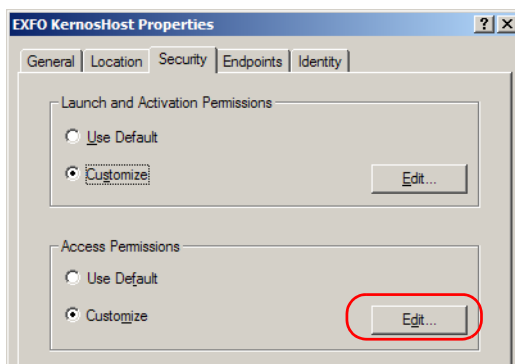 EXFO KernosHost Properties
General Location Security Endpoints Identity
Launch and Activation Permissions
Use Default
Customize
Edit...
Access Permissions
Use Default
Customize
Edit...